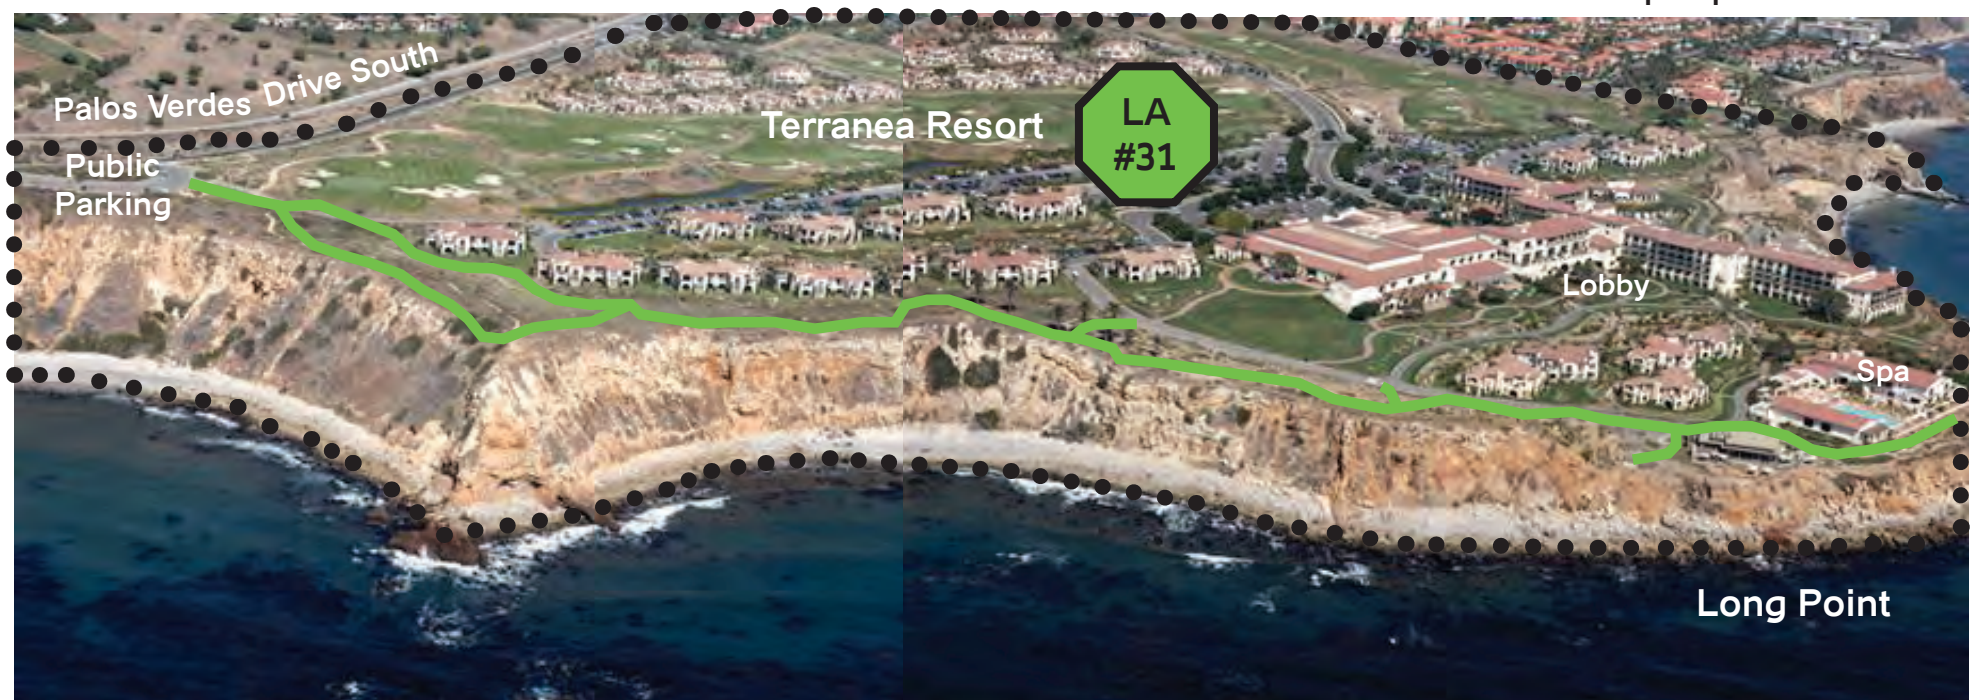 Palos Verdes Drive South
Public
Parking
Terranea Resort
LA
#31
Lobby
Spa
Long Point